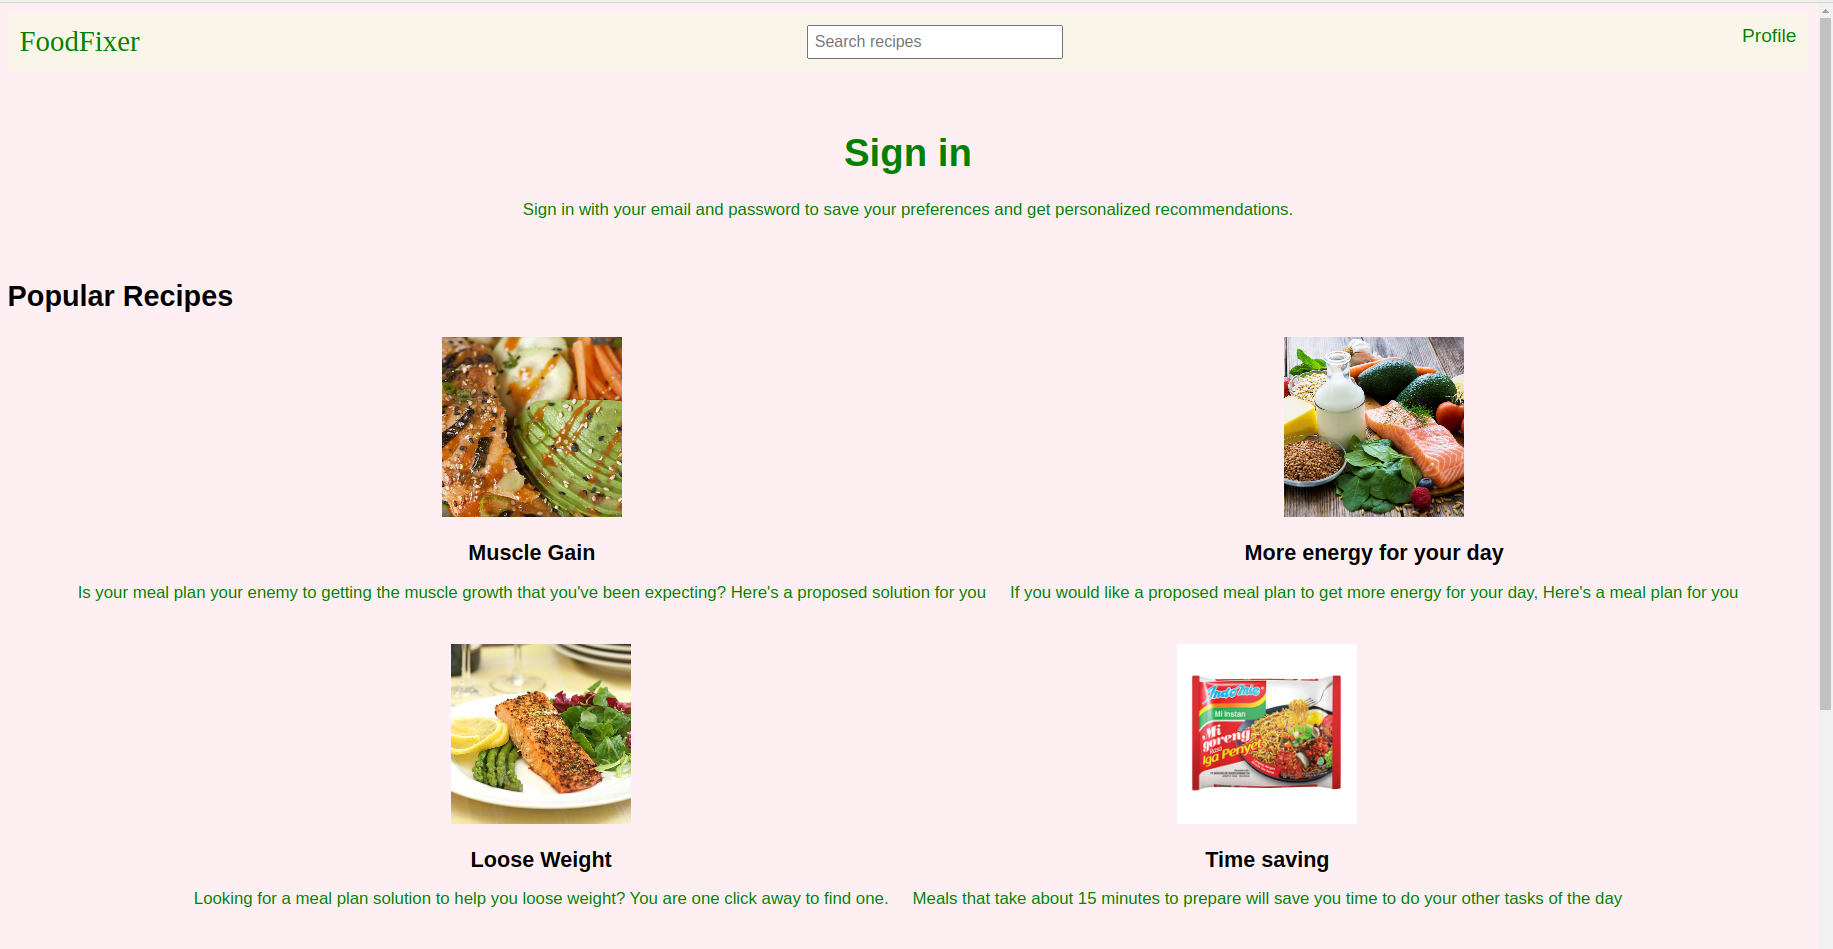 FoodFixer
Search recipes
Profile
Sign in
Sign in with your email and password to save your preferences and get personalized recommendations.
Popular Recipes
Muscle Gain
Is your meal plan your enemy to getting the muscle growth that you've been expecting? Here's a proposed solution for you
More energy for your day
If you would like a proposed meal plan to get more energy for your day, Here's a meal plan for you
Indomie
Mi Instan
Mi
goreng
Rasa
Iga Penyet
Loose Weight
Looking for a meal plan solution to help you loose weight? You are one click away to find one.
Time saving
Meals that take about 15 minutes to prepare will save you time to do your other tasks of the day